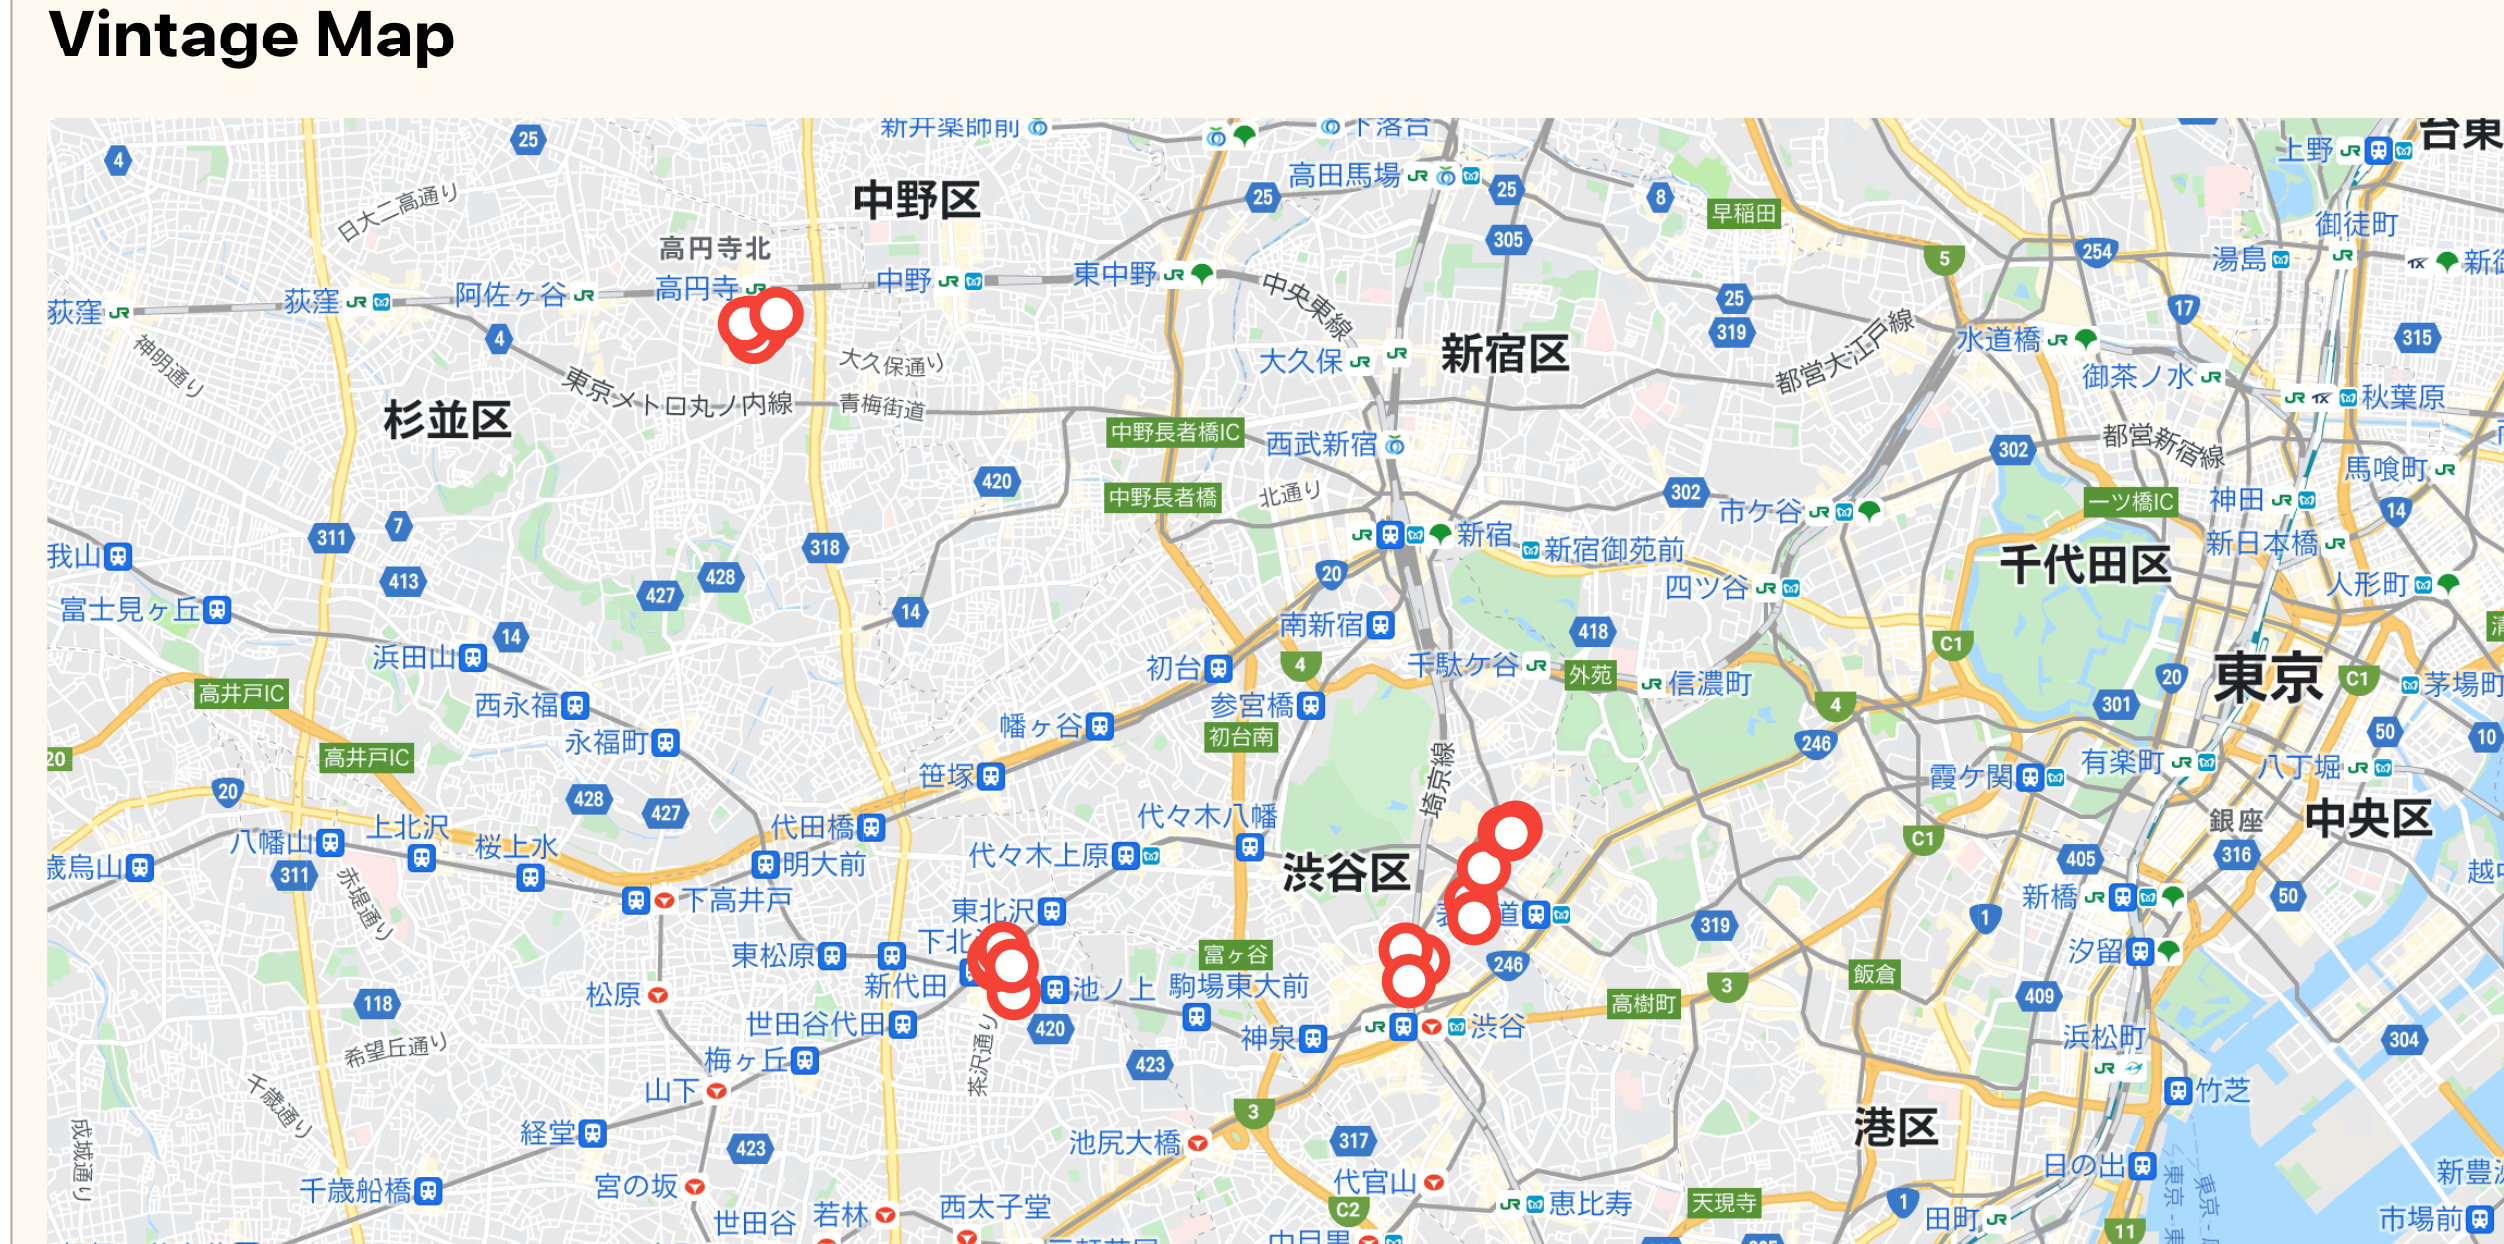 Vintage Map
新井薬師前
下落合
台東
4
25
中野区
高田馬場
25
25
8
早稲田
上野
日大二高通り
高円寺北
305
5
254
御徒町
湯島
新御
荻窪
荻窪
阿佐ヶ谷
高円寺
中野
東中野
中央東線
25
319
17
315
4
神明通り
大久保通り
大久保
新宿区
都営大江戸線
水道橋
御茶ノ水
秋葉原
杉並区
東京メトロ丸ノ内線
青梅街道
中野長者橋IC
西武新宿
302
都営新宿線
馬喰町
420
中野長者橋
北通り
302
市ケ谷
一ツ橋IC
神田
14
311
7
318
新宿
新宿御苑前
新日本橋
我山
413
427
428
20
四ツ谷
千代田区
人形町
富士見ヶ丘
14
14
南新宿
418
C1
浜田山
初台
4
千駄ケ谷
外苑
信濃町
20
東京
C1
茅場町
高井戸IC
西永福
参宮橋
4
301
50
10
20
高井戸IC
永福町
幡ヶ谷
初台南
246
有楽町
八丁堀
20
428
427
笹塚
埼京線
霞ケ関
銀座
中央区
八幡山
上北沢
桜上水
代田橋
代々木八幡
C1
405
316
歳烏山
311
明大前
代々木上原
渋谷区
越中
赤堤通り
下高井戸
東北沢
道
319
1
新橋
50
東松原
下北
富ヶ谷
246
汐留
118
松原
新代田
池ノ上
駒場東大前
高樹町
3
飯倉
409
世田谷代田
420
神泉
渋谷
浜松町
304
希望丘通り
梅ヶ丘
茶沢通り
423
千歳通り
山下
竹芝
成城通り
経堂
423
3
池尻大橋
317
港区
千歳船橋
宮の坂
代官山
日の出
新豊洲
世田谷
若林
西太子堂
C2
恵比寿
天現寺
1
田町
11
市場前